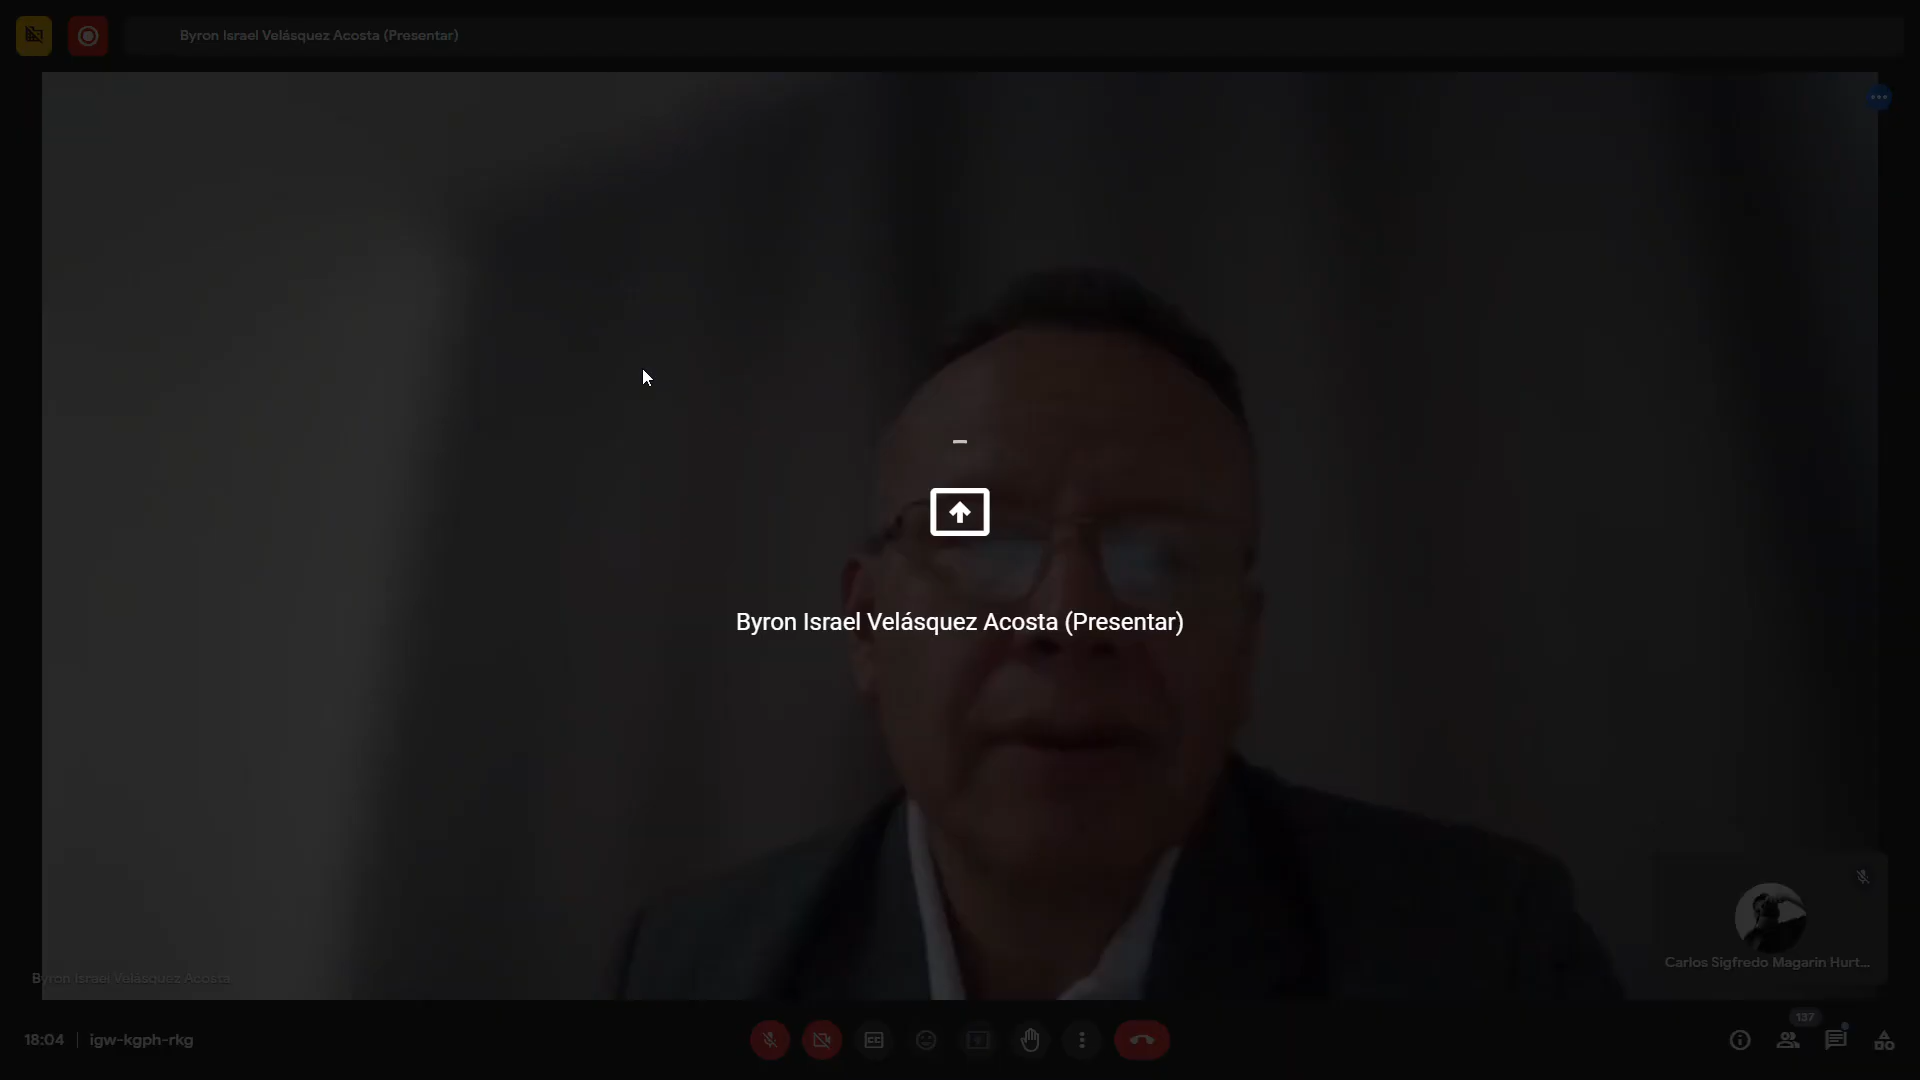 Byron Israel Velásquez Acosta (Presentar)
Byron Israel Velásquez Acosta (Presentar)
Byron Israel Velásquez Acosta
Carlos Sigfredo Magarin Hurt...
18:04 | igw-kgph-rkg
CC
137